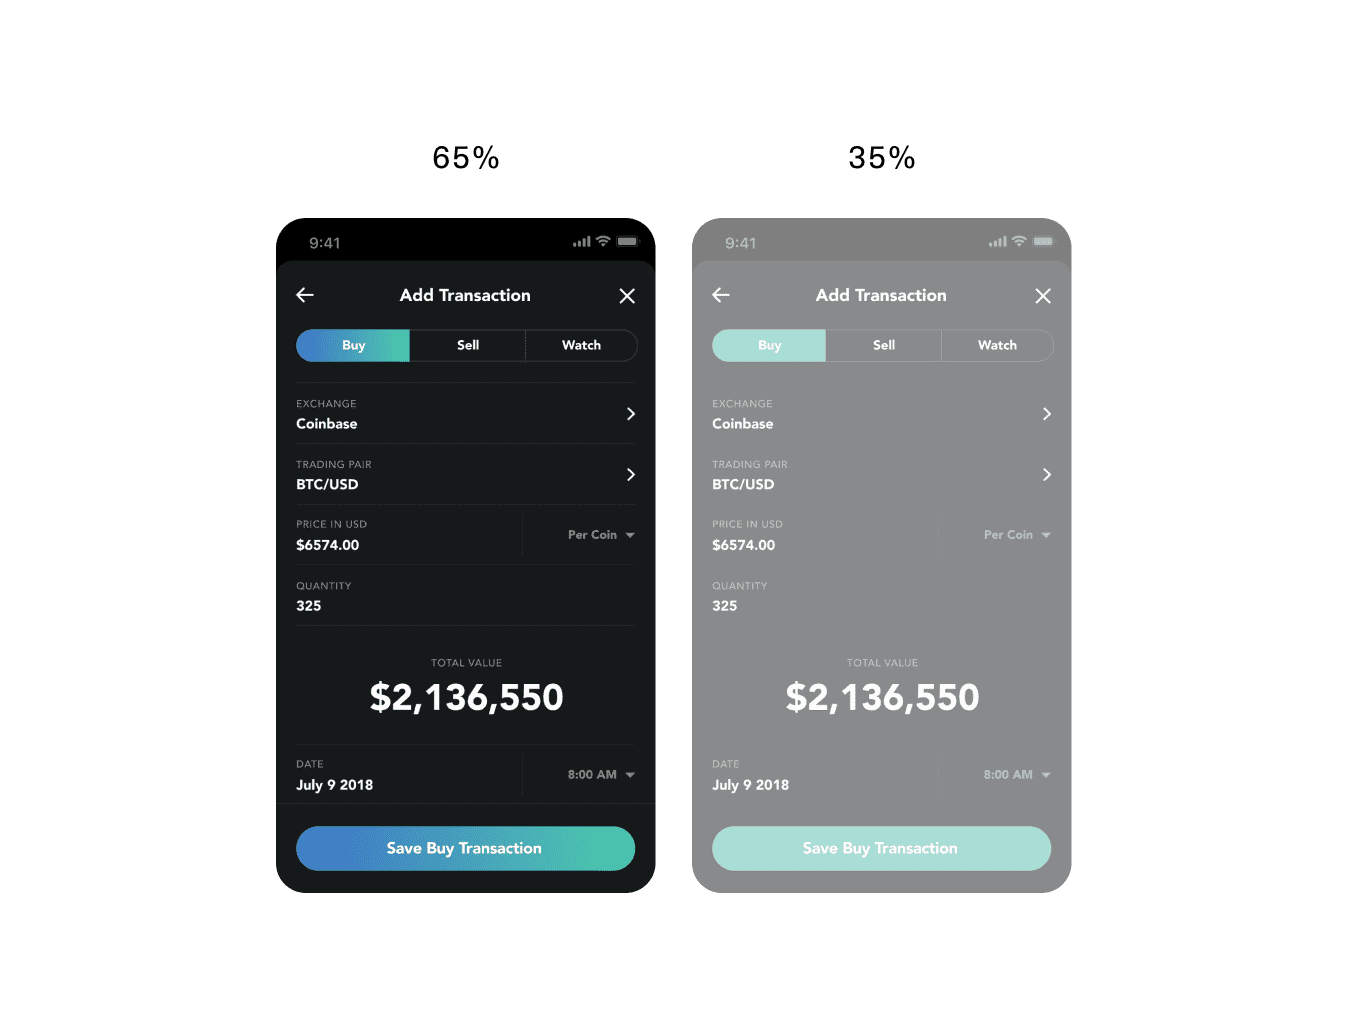 65%
9:41
Add Transaction
Buy Sell Watch
EXCHANGE
Coinbase
TRADING PAIR
BTC/USD
PRICE IN USD
$6574.00
Per Coin
QUANTITY
325
TOTAL VALUE
$2,136,550
DATE
July 9 2018
8:00 AM
Save Buy Transaction
35%
9:41
Add Transaction
Buy Sell Watch
EXCHANGE
Coinbase
TRADING PAIR
BTC/USD
PRICE IN USD
$6574.00
Per Coin
QUANTITY
325
TOTAL VALUE
$2,136,550
DATE
July 9 2018
8:00 AM
Save Buy Transaction